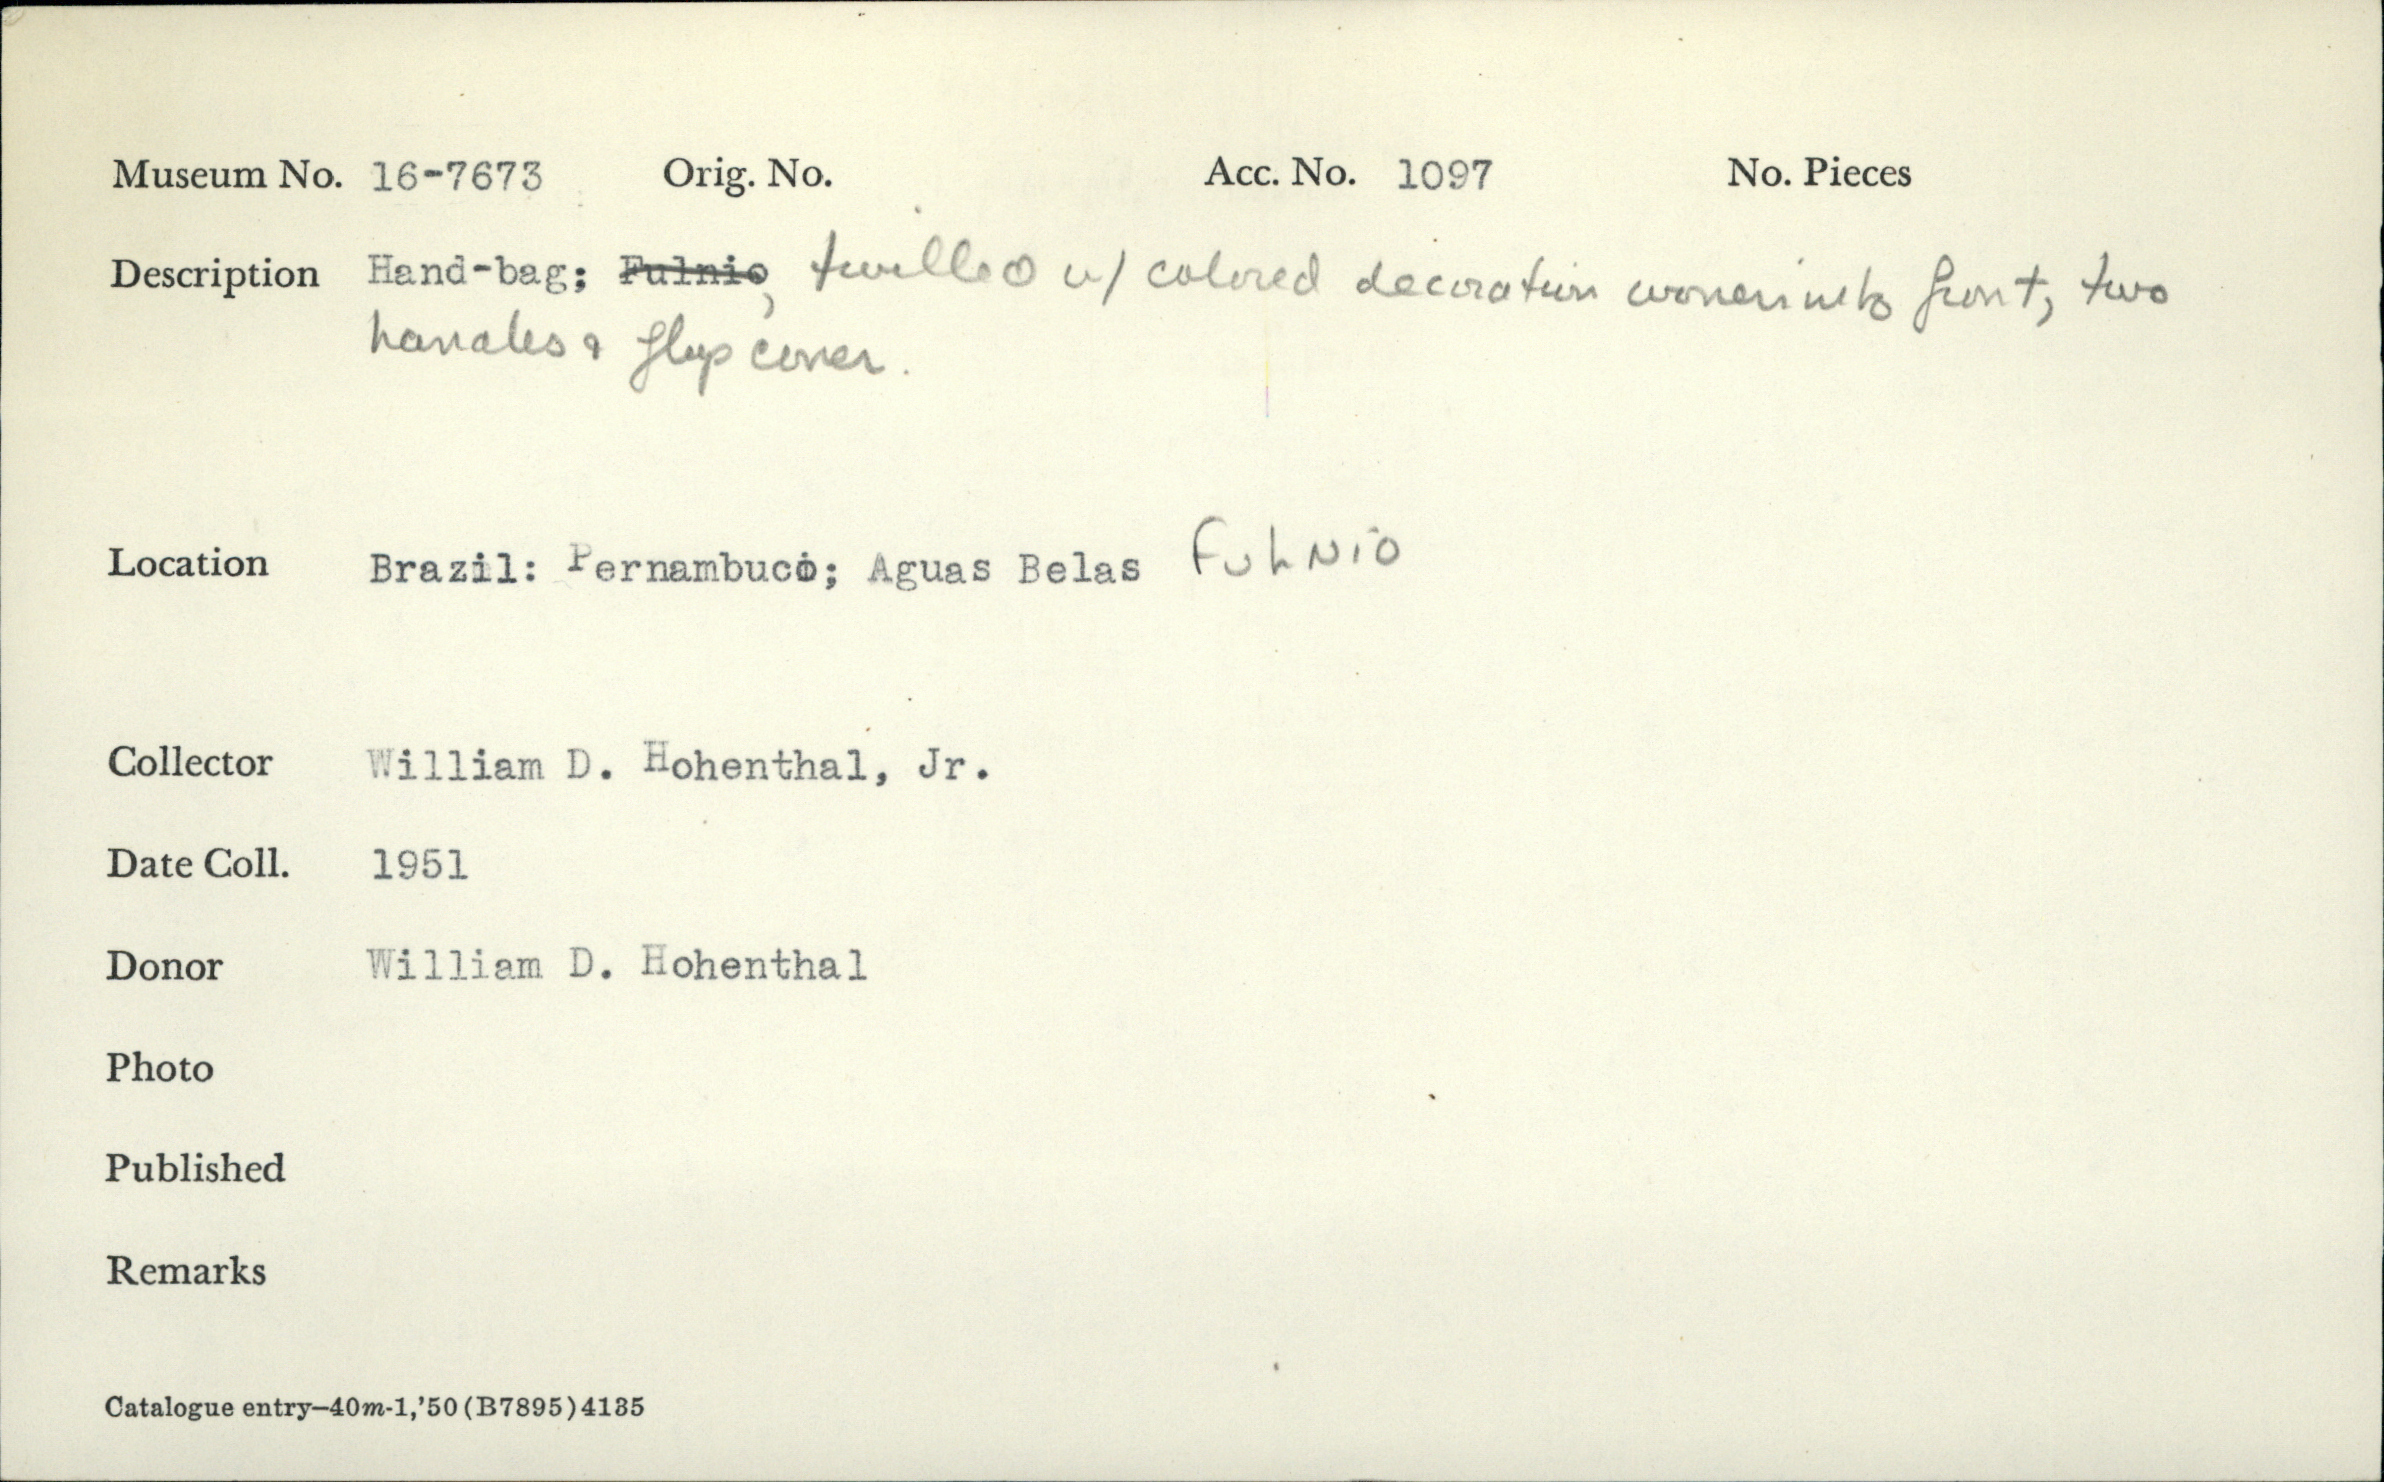 Museum No. 16-7673 Orig. No. Acc. No. 1097 No. Pieces
Description Hand-bag; Fulnio, twilled w/ colored decoration woven into front, two
handles & flap cover.
Location Brazil: Pernambuco; Aguas Belas FULNIO
Collector William D. Hohenthal, Jr.
Date Coll. 1951
Donor William D. Hohenthal
Photo
Published
Remarks
Catalogue entry—40m-1,'50(B7895)4135